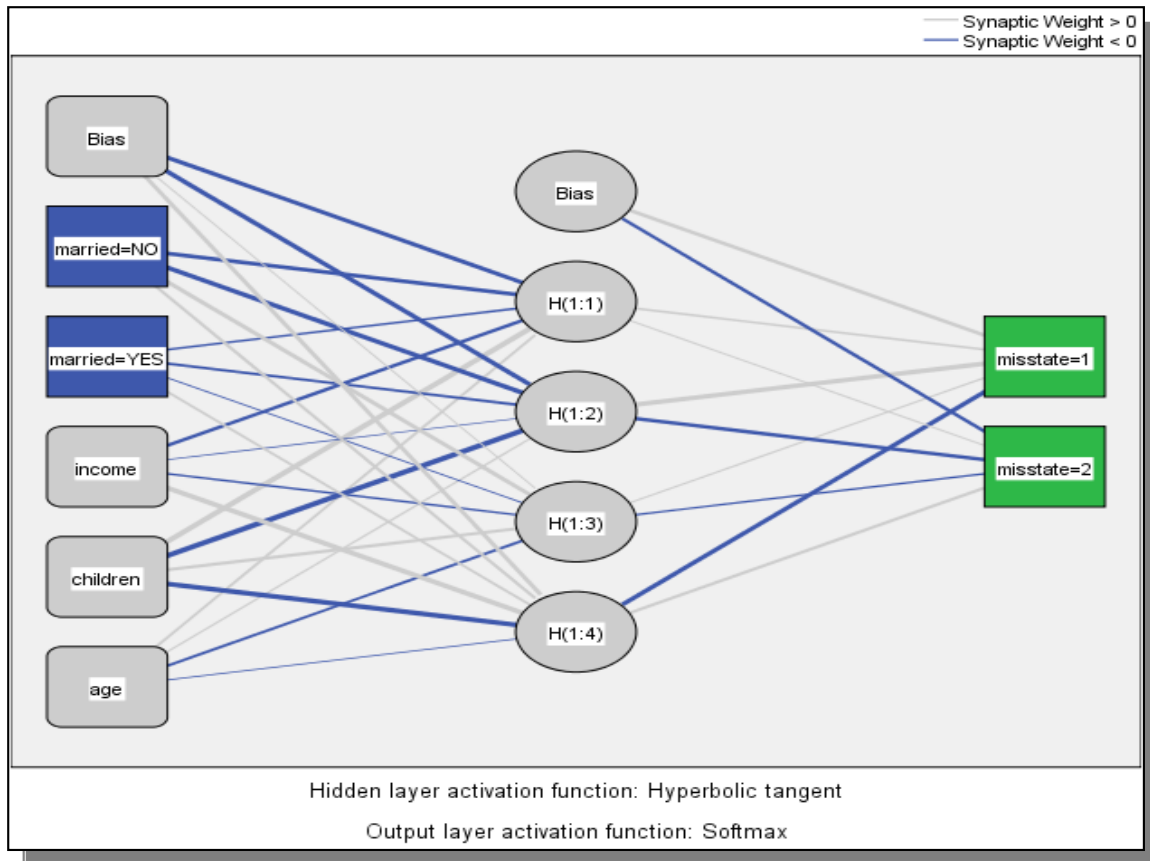 Synaptic Weight > 0
Synaptic Weight < 0
Bias
married=NO
married=YES
income
children
age
Bias
H(1:1)
H(1:2)
H(1:3)
H(1:4)
misstate=1
misstate=2
Hidden layer activation function: Hyperbolic tangent
Output layer activation function: Softmax